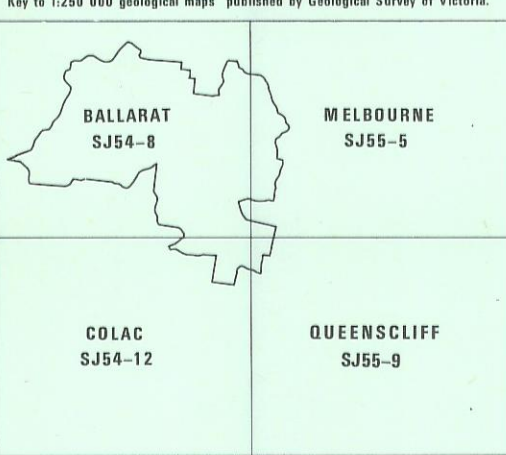 Key to 1:250 000 geological maps published by Geological Survey of Victoria.
BALLARAT
SJ54-8
MELBOURNE
SJ55-5
COLAC
SJ54-12
QUEENSCLIFF
SJ55-9